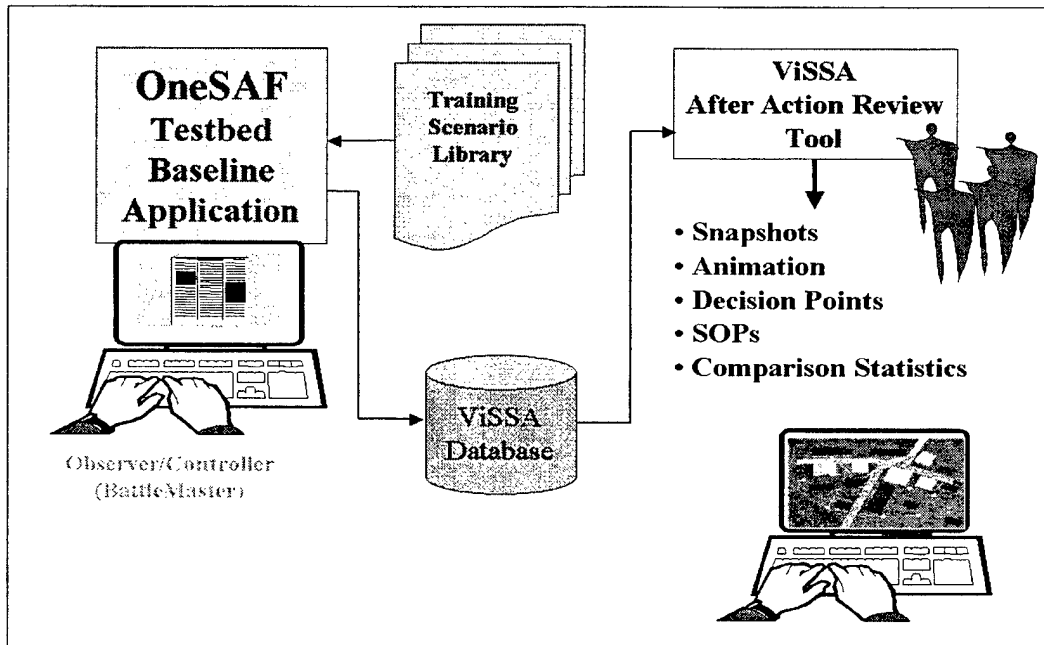 OneSAF
Testbed
Baseline
Application
Training
Scenario
Library
ViSSA
After Action Review
Tool
• Snapshots
• Animation
• Decision Points
• SOPs
• Comparison Statistics
ViSSA
Database
Observer/Controller
(BattleMaster)